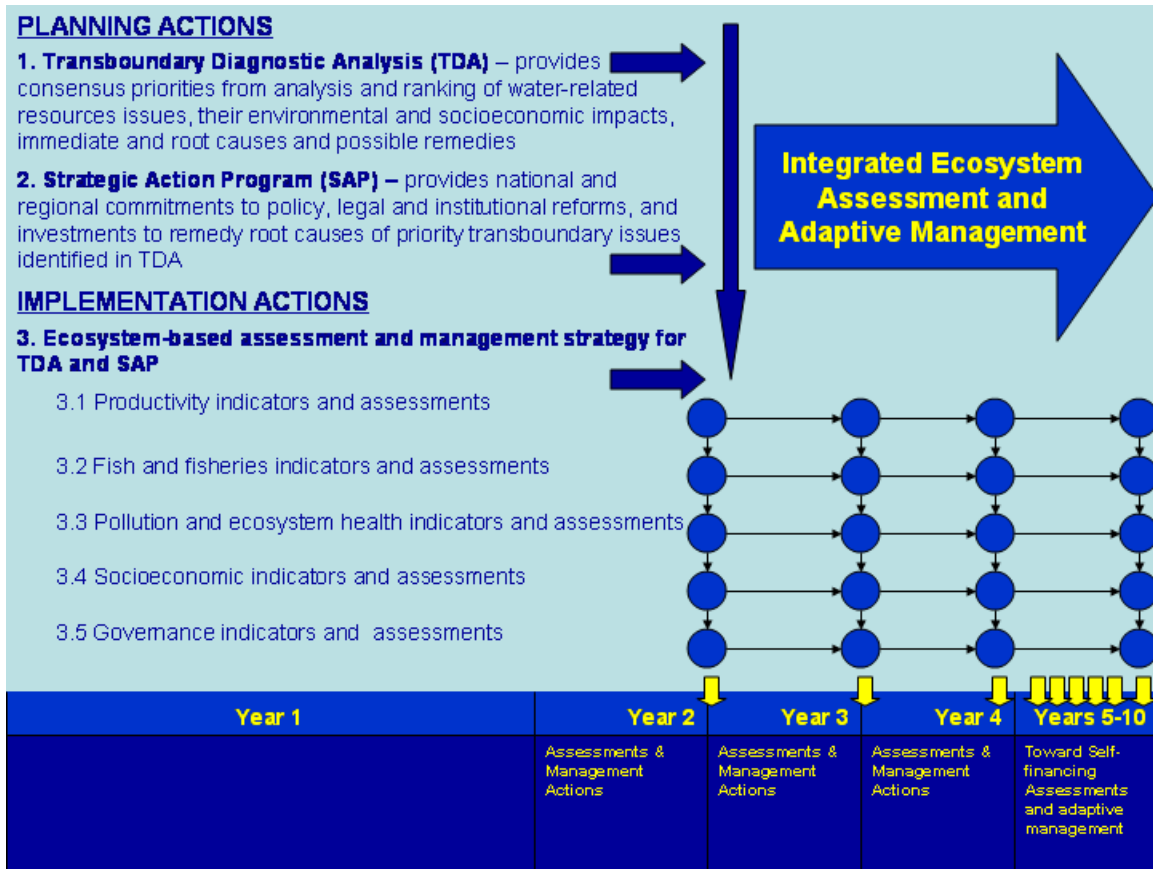 PLANNING ACTIONS
1. Transboundary Diagnostic Analysis (TDA) – provides
consensus priorities from analysis and ranking of water-related
resources issues, their environmental and socioeconomic impacts,
immediate and root causes and possible remedies
2. Strategic Action Program (SAP) – provides national and
regional commitments to policy, legal and institutional reforms, and
investments to remedy root causes of priority transboundary issues
identified in TDA
IMPLEMENTATION ACTIONS
3. Ecosystem-based assessment and management strategy for
TDA and SAP
3.1 Productivity indicators and assessments
3.2 Fish and fisheries indicators and assessments
3.3 Pollution and ecosystem health indicators and assessments
3.4 Socioeconomic indicators and assessments
3.5 Governance indicators and assessments
Integrated Ecosystem
Assessment and
Adaptive Management
Year 1
Year 2
Year 3
Year 4
Years 5-10
Assessments &
Management
Actions
Assessments &
Management
Actions
Assessments &
Management
Actions
Toward Self-
financing
Assessments
and adaptive
management